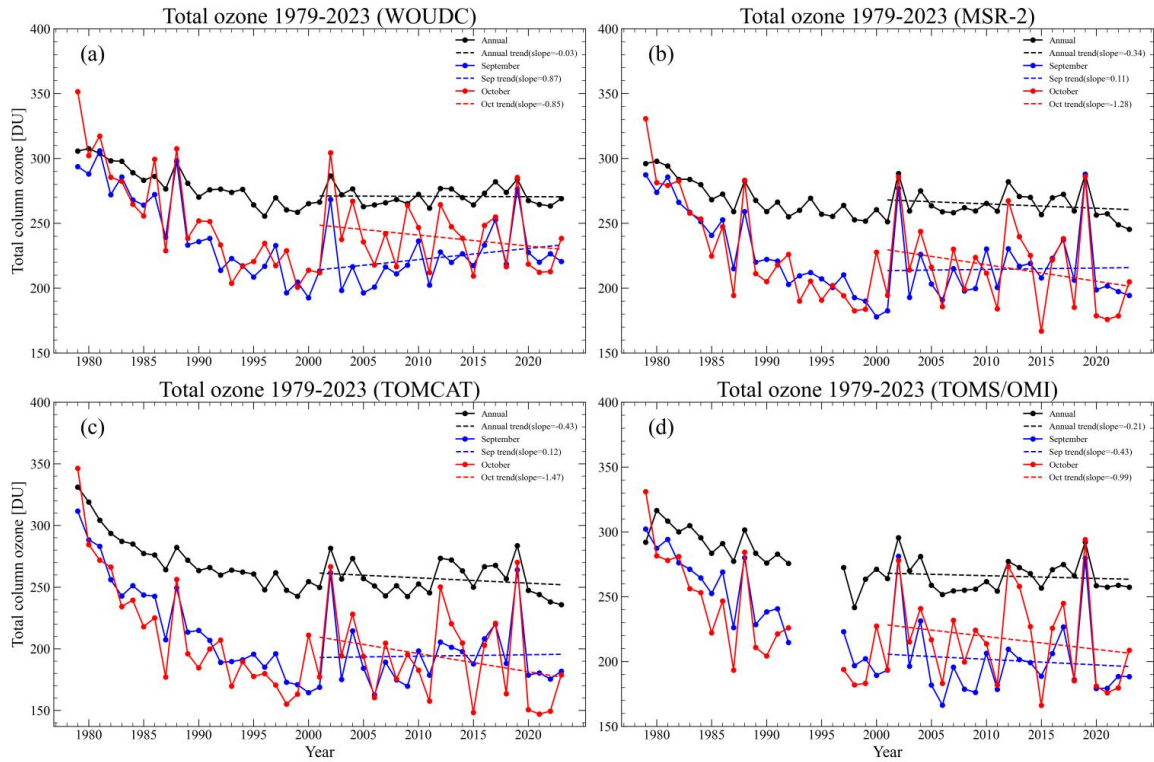 Total ozone 1979-2023 (WOUDC)
(a)
Annual
Annual trend(slope=-0.03)
September
Sep trend(slope=0.87)
October
Oct trend(slope=-0.85)
Total column ozone [DU]
400
350
300
250
200
150
1980 1985 1990 1995 2000 2005 2010 2015 2020
Total ozone 1979-2023 (MSR-2)
(b)
Annual
Annual trend(slope=-0.34)
September
Sep trend(slope=0.11)
October
Oct trend(slope=-1.28)
400
350
300
250
200
150
1980 1985 1990 1995 2000 2005 2010 2015 2020
Total ozone 1979-2023 (TOMCAT)
(c)
Annual
Annual trend(slope=-0.43)
September
Sep trend(slope=0.12)
October
Oct trend(slope=-1.47)
Total column ozone [DU]
400
350
300
250
200
150
1980 1985 1990 1995 2000 2005 2010 2015 2020
Year
Total ozone 1979-2023 (TOMS/OMI)
(d)
Annual
Annual trend(slope=-0.21)
September
Sep trend(slope=-0.43)
October
Oct trend(slope=-0.99)
400
350
300
250
200
150
1980 1985 1990 1995 2000 2005 2010 2015 2020
Year